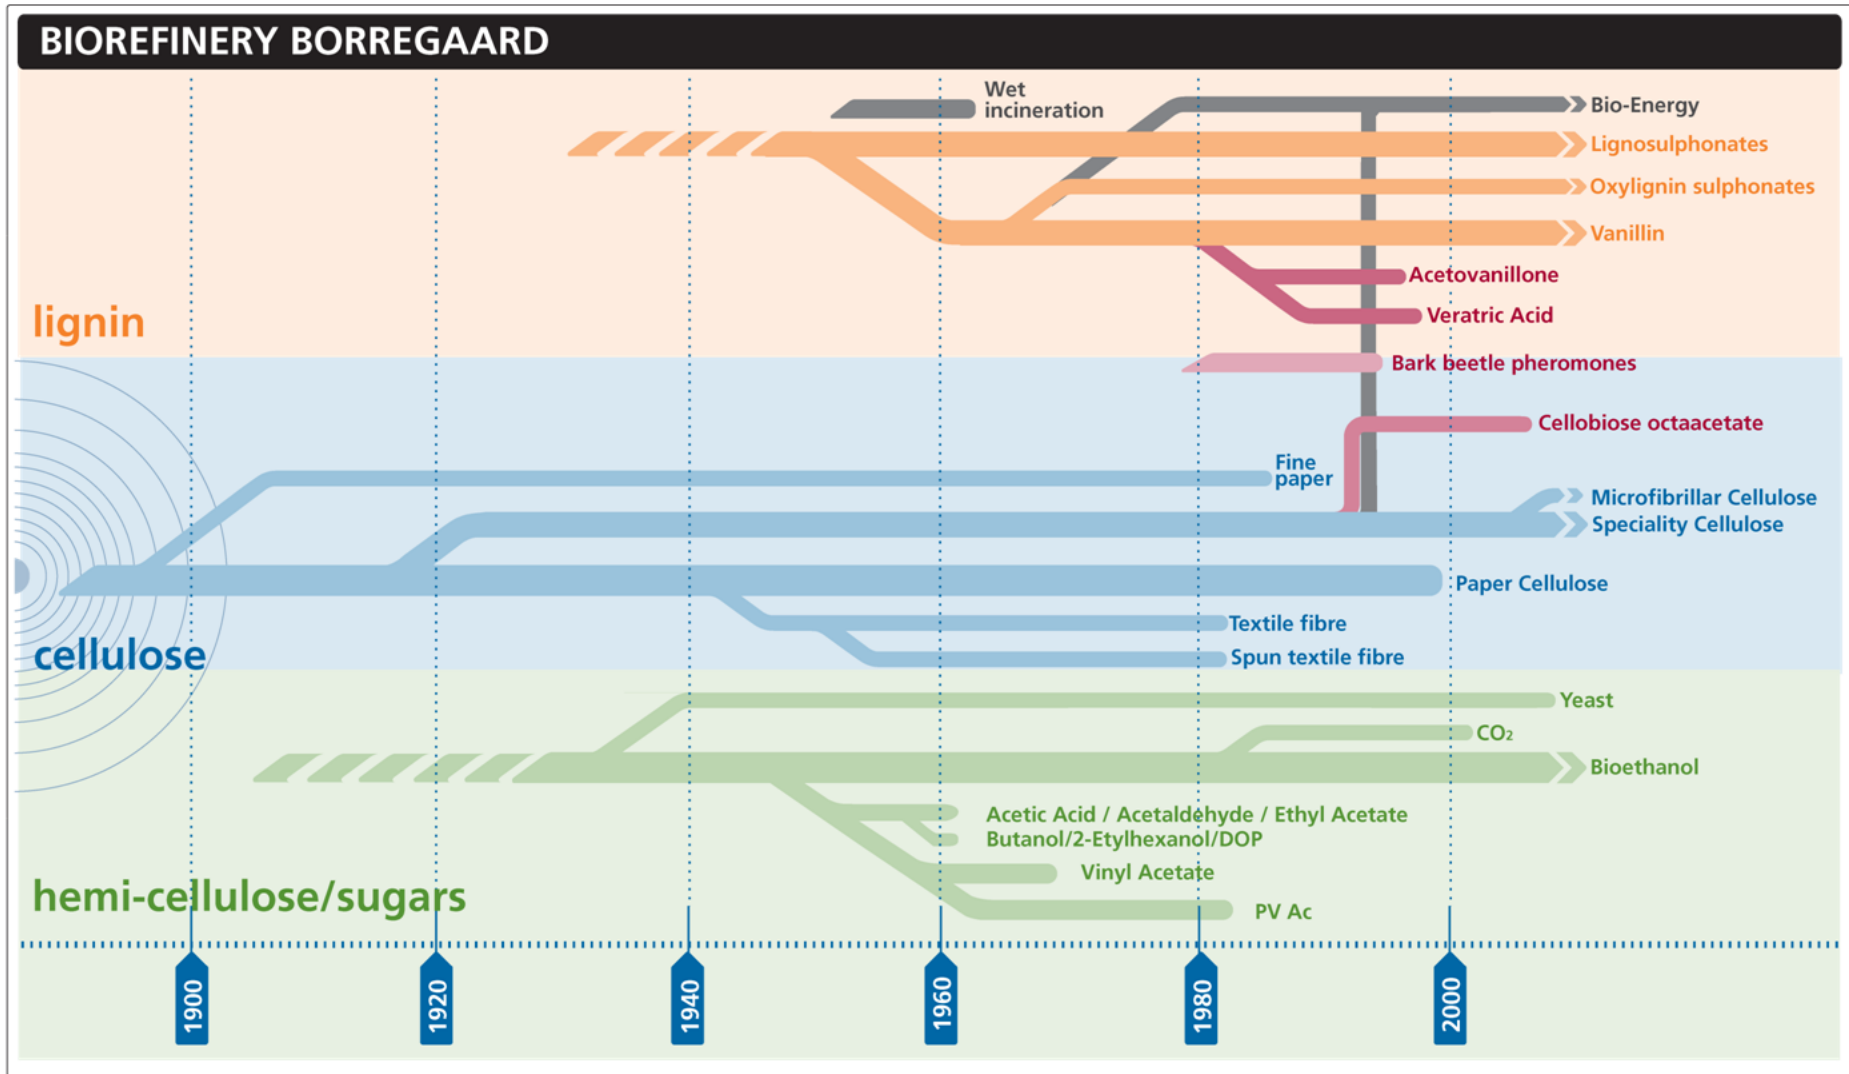 BIOREFINERY BORREGAARD
Wet
incineration
Bio-Energy
Lignosulphonates
Oxylignin sulphonates
Vanillin
Acetovanillone
lignin
Veratric Acid
Bark beetle pheromones
Cellobiose octaacetate
Fine
paper
Microfibrillar Cellulose
Speciality Cellulose
Paper Cellulose
Textile fibre
cellulose
Spun textile fibre
Yeast
CO₂
Bioethanol
Acetic Acid / Acetaldehyde / Ethyl Acetate
Butanol/2-Etylhexanol/DOP
Vinyl Acetate
hemi-cellulose/sugars
PV Ac
1900
1920
1940
1960
1980
2000